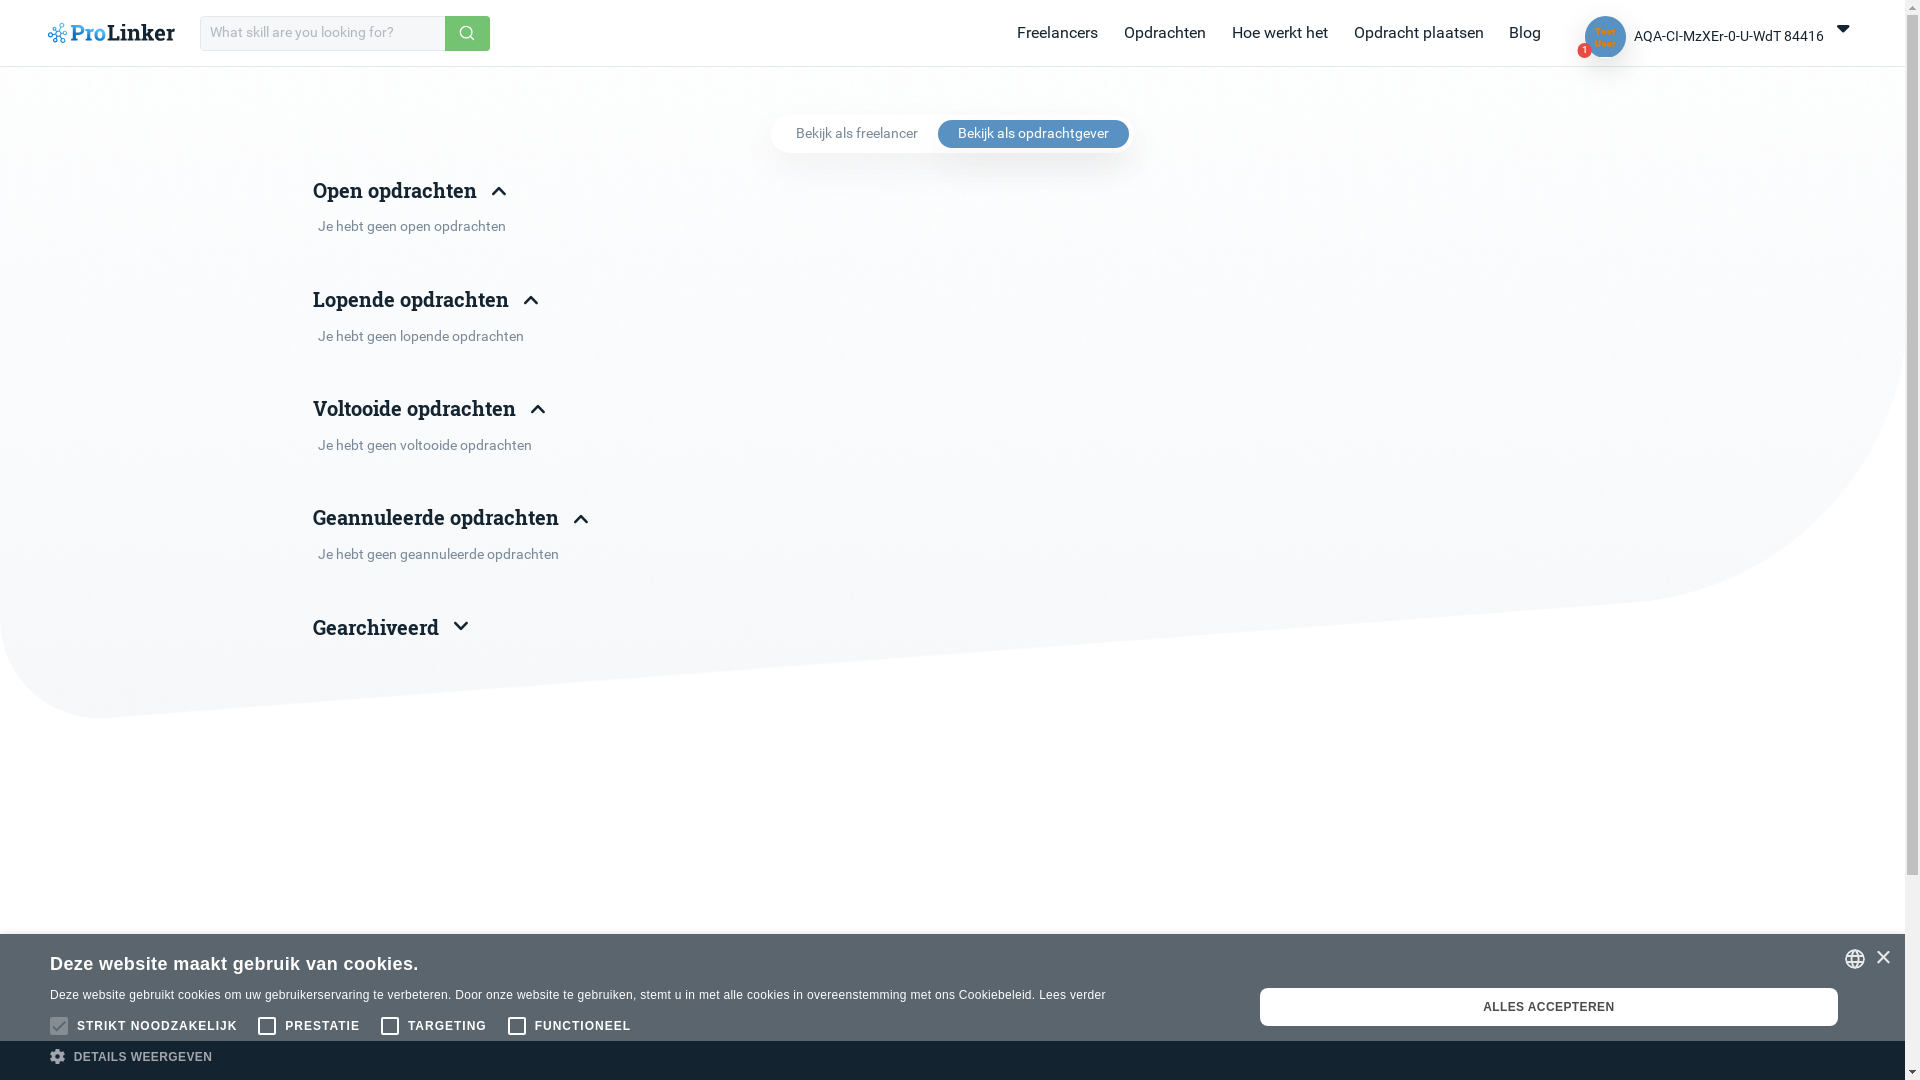 ProLinker
What skill are you looking for?
Freelancers
Opdrachten
Hoe werkt het
Opdracht plaatsen
Blog
1
AQA-CI-MzXEr-0-U-WdT 84416
Bekijk als freelancer
Bekijk als opdrachtgever
Open opdrachten
Je hebt geen open opdrachten
Lopende opdrachten
Je hebt geen lopende opdrachten
Voltooide opdrachten
Je hebt geen voltooide opdrachten
Geannuleerde opdrachten
Je hebt geen geannuleerde opdrachten
Gearchiveerd
Deze website maakt gebruik van cookies.
Deze website gebruikt cookies om uw gebruikerservaring te verbeteren. Door onze website te gebruiken, stemt u in met alle cookies in overeenstemming met ons Cookiebeleid. Lees verder
STRIKT NOODZAKELIJK
PRESTATIE
TARGETING
FUNCTIONEEL
DETAILS WEERGEVEN
ALLES ACCEPTEREN
×